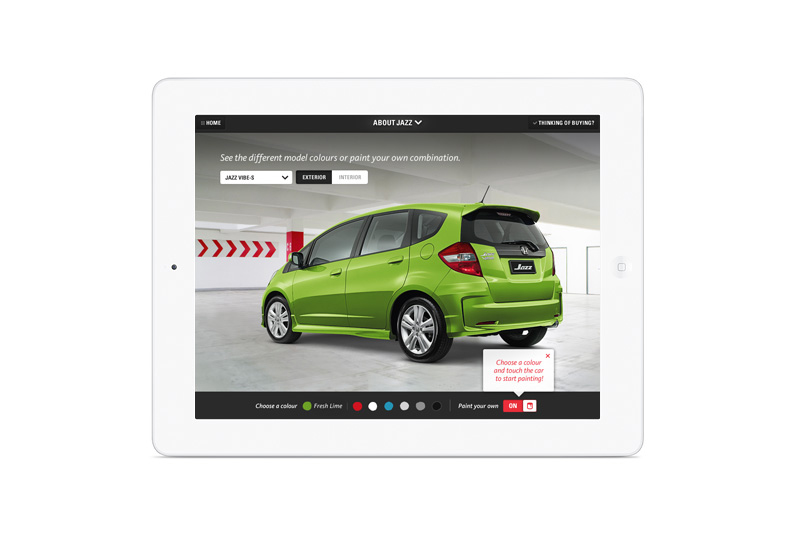 HOME
ABOUT JAZZ
THINKING OF BUYING?
See the different model colours or paint your own combination.
JAZZ VIBE-S
EXTERIOR
INTERIOR
Jazz
Choose a colour
and touch the car
to start painting!
Choose a colour
Fresh Lime
Paint your own
ON